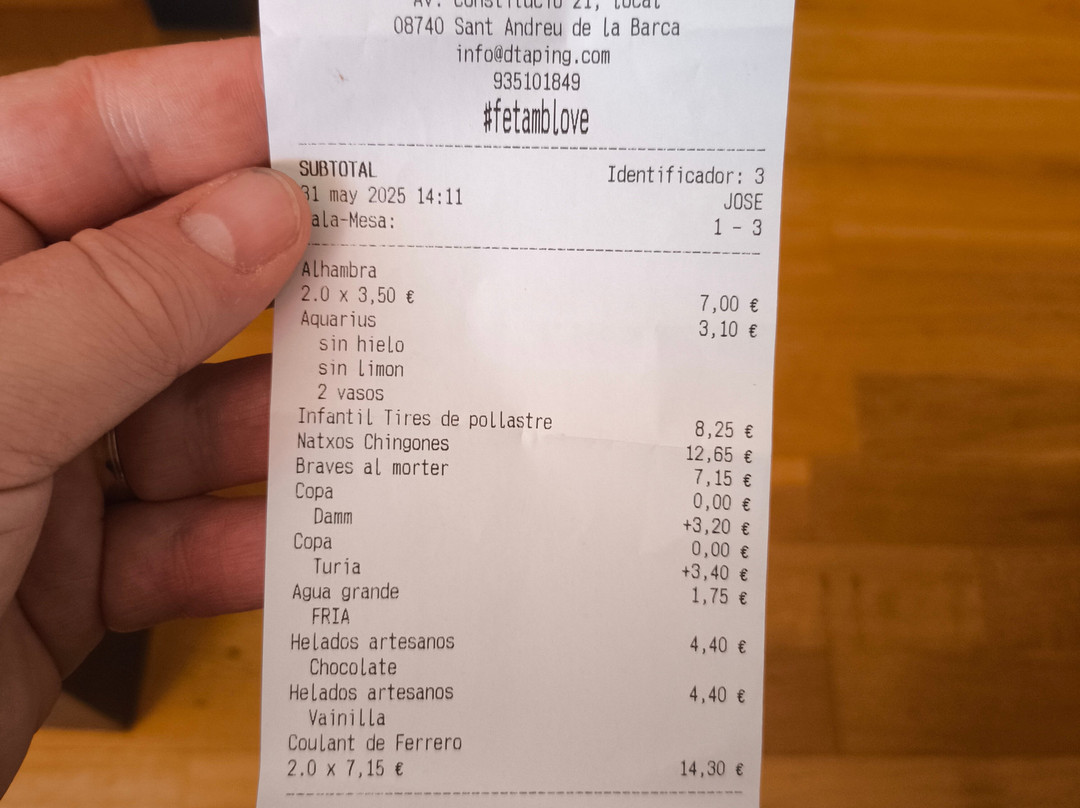 Av. Constitució 21, local
08740 Sant Andreu de la Barca
info@dtaping.com
935101849
#fetamblove
SUBTOTAL Identificador: 3
31 may 2025 14:11 JOSE
ala-Mesa: 1 - 3
Alhambra
2.0 x 3,50 € 7,00 €
Aquarius 3,10 €
sin hielo
sin limon
2 vasos
Infantil Tires de pollastre 8,25 €
Natxos Chingones 12,65 €
Braves al morter 7,15 €
Copa 0,00 €
Damm +3,20 €
Copa 0,00 €
Turia +3,40 €
Agua grande 1,75 €
FRIA
Helados artesanos 4,40 €
Chocolate
Helados artesanos 4,40 €
Vainilla
Coulant de Ferrero
2.0 x 7,15 € 14,30 €